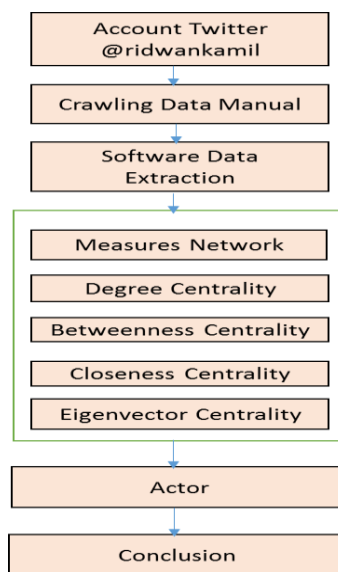 Account Twitter
@ridwankamil
Crawling Data Manual
Software Data
Extraction
Measures Network
Degree Centrality
Betweenness Centrality
Closeness Centrality
Eigenvector Centrality
Actor
Conclusion